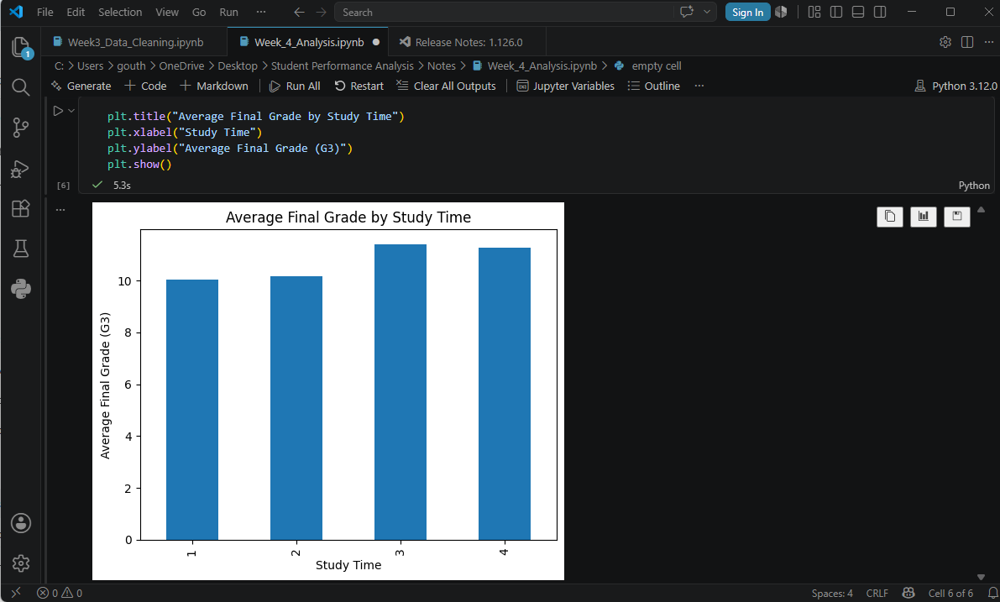 File Edit Selection View Go Run ··· Search Sign In
1
Week3_Data_Cleaning.ipynb Week_4_Analysis.ipynb Release Notes: 1.126.0
C: > Users > gouth > OneDrive > Desktop > Student Performance Analysis > Notes > Week_4_Analysis.ipynb > empty cell
Generate + Code + Markdown Run All Restart Clear All Outputs Jupyter Variables Outline ··· Python 3.12.0
plt.title("Average Final Grade by Study Time")
plt.xlabel("Study Time")
plt.ylabel("Average Final Grade (G3)")
plt.show()
[6] 5.3s Python
Average Final Grade by Study Time
Average Final Grade (G3)
10
8
6
4
2
0
1 2 3 4
Study Time
0 0 Spaces: 4 CRLF Cell 6 of 6